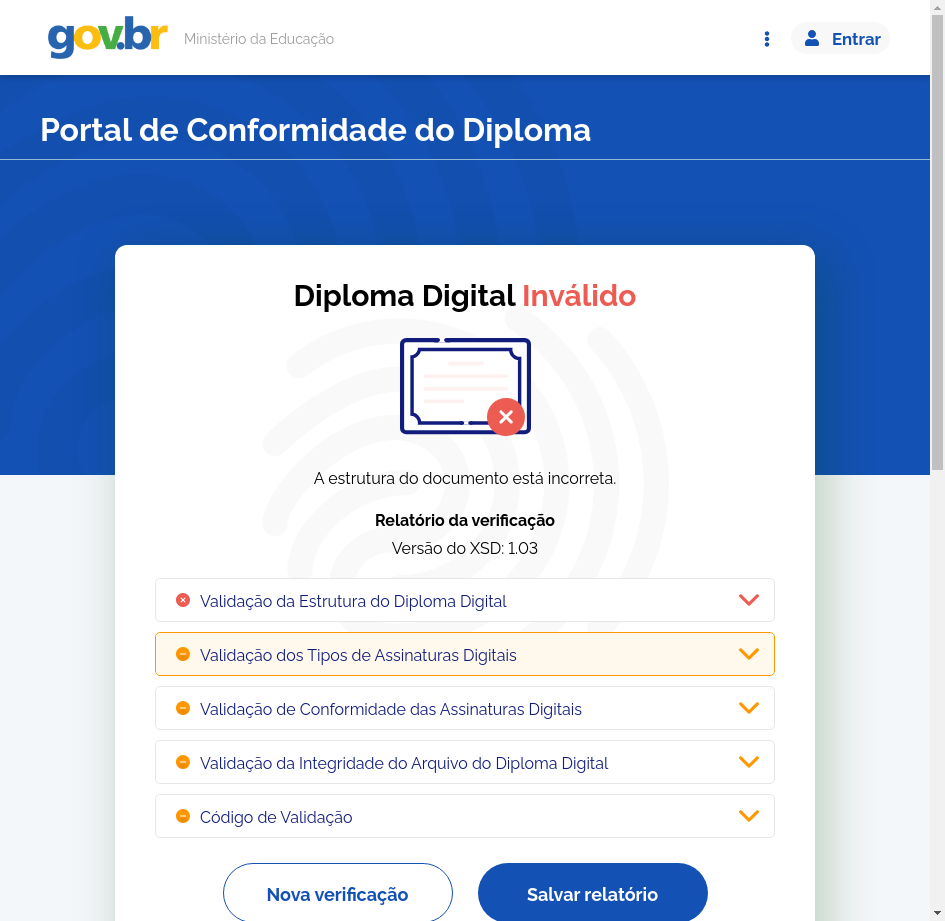 gov.br
Ministério da Educação
Entrar
Portal de Conformidade do Diploma
Diploma Digital Inválido
A estrutura do documento está incorreta.
Relatório da verificação
Versão do XSD: 1.03
Validação da Estrutura do Diploma Digital
Validação dos Tipos de Assinaturas Digitais
Validação de Conformidade das Assinaturas Digitais
Validação da Integridade do Arquivo do Diploma Digital
Código de Validação
Nova verificação
Salvar relatório